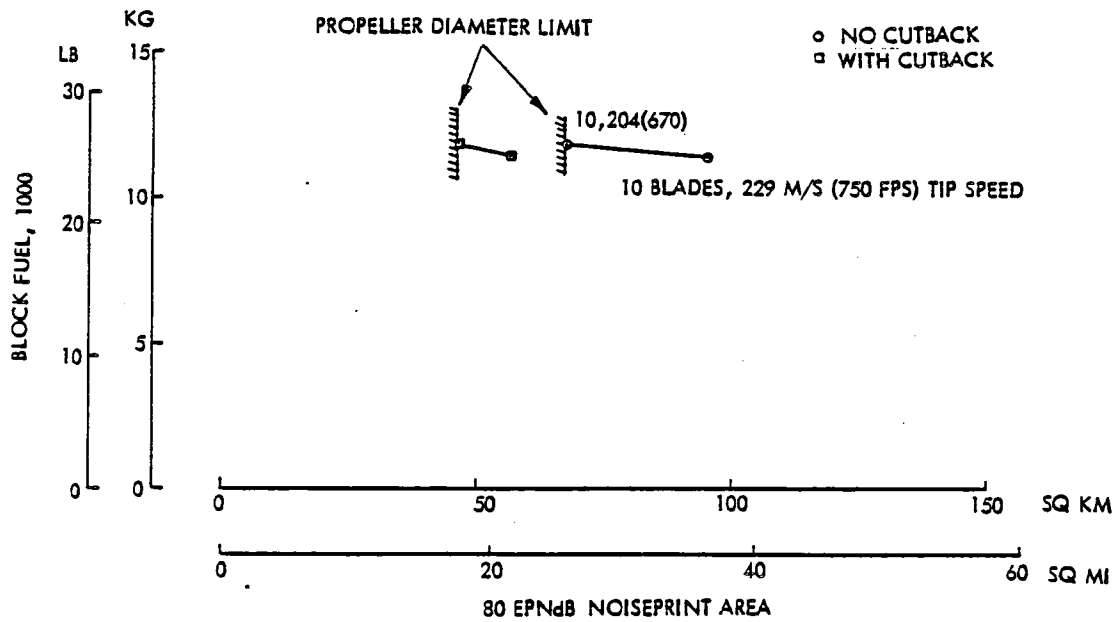 PROPELLER DIAMETER LIMIT
NO CUTBACK
WITH CUTBACK
LB
KG
15
30
10,204(670)
10
10 BLADES, 229 M/S (750 FPS) TIP SPEED
20
BLOCK FUEL, 1000
5
10
0
0
0
50
100
150
SQ KM
0
20
40
60
SQ MI
80 EPNdB NOISEPRINT AREA